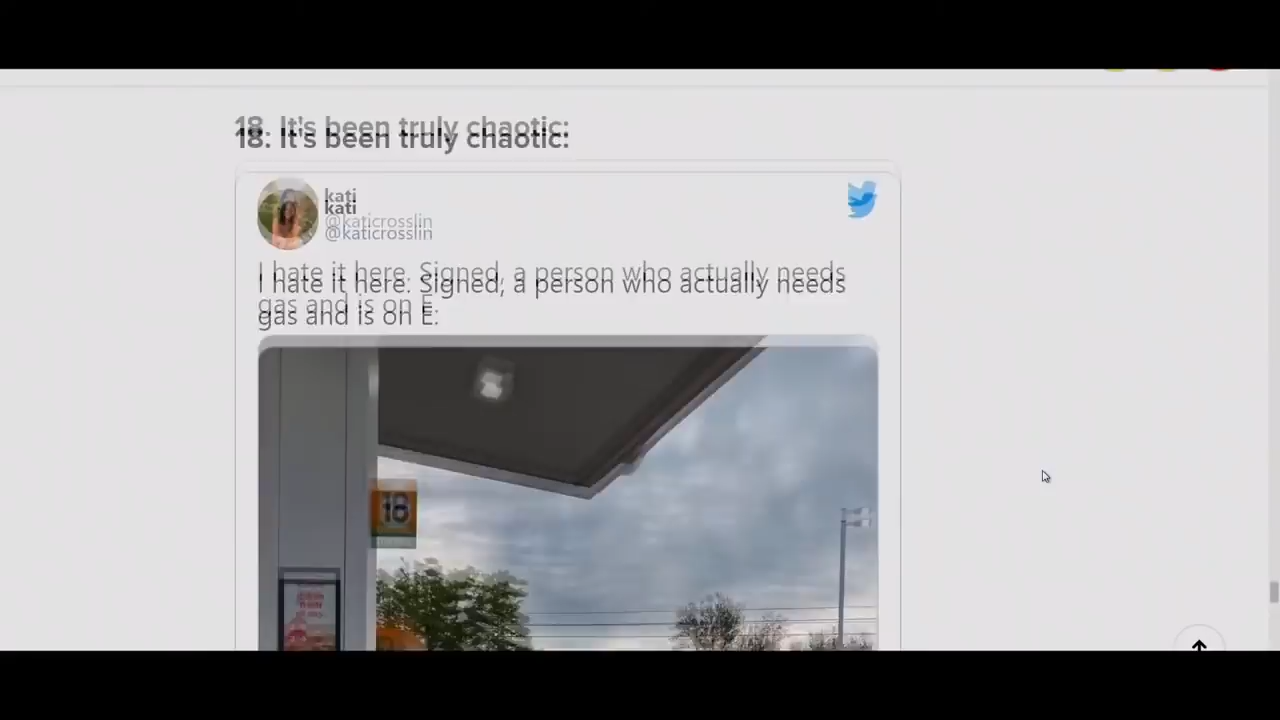 18. It's been truly chaotic:
kati
@katicrosslin
I hate it here. Signed, a person who actually needs
gas and is on E:
18